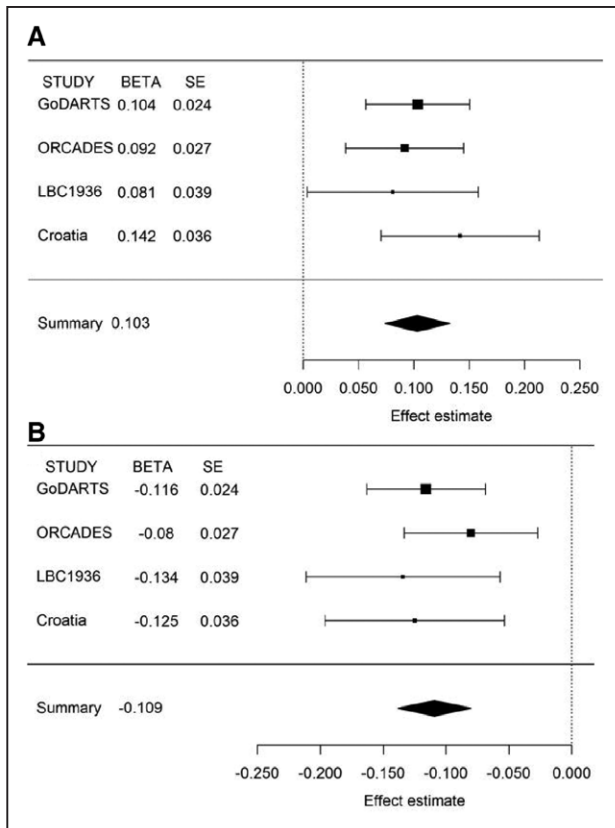 A
STUDY BETA SE
GoDARTS 0.104 0.024
ORCADES 0.092 0.027
LBC1936 0.081 0.039
Croatia 0.142 0.036
Summary 0.103
0.000 0.050 0.100 0.150 0.200 0.250
Effect estimate
B
STUDY BETA SE
GoDARTS -0.116 0.024
ORCADES -0.08 0.027
LBC1936 -0.134 0.039
Croatia -0.125 0.036
Summary -0.109
-0.250 -0.200 -0.150 -0.100 -0.050 0.000
Effect estimate